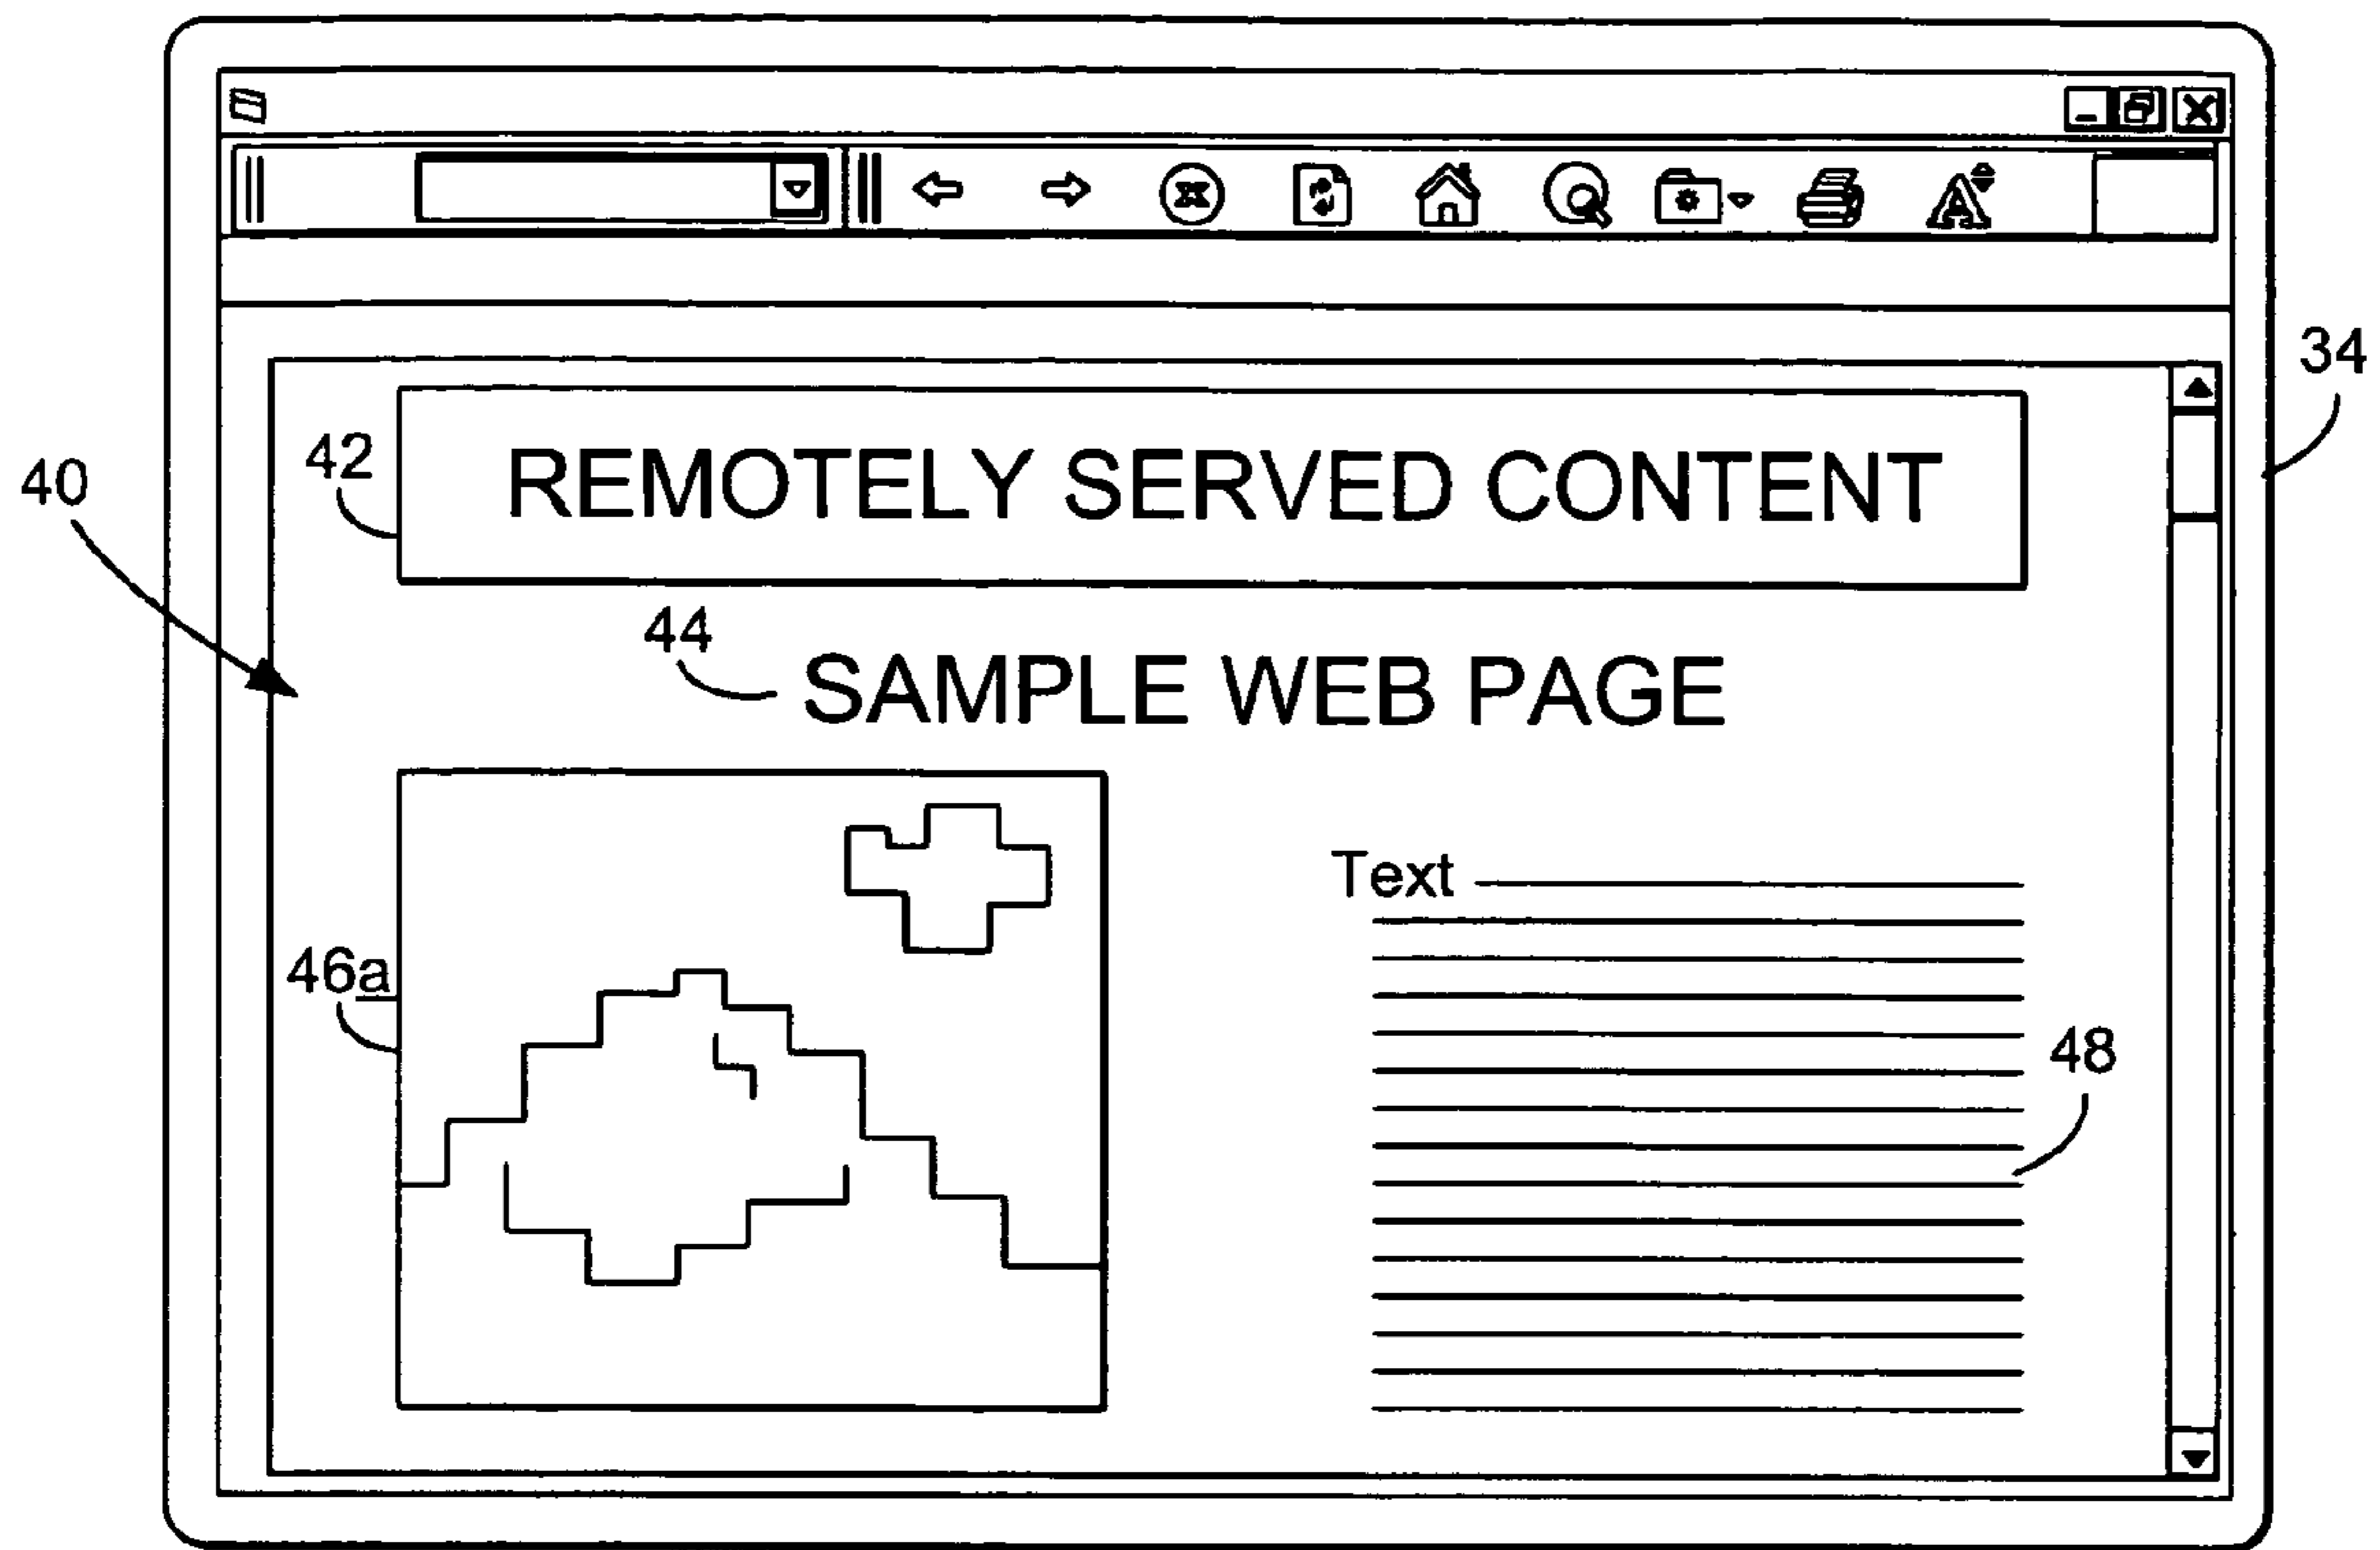 34
42
REMOTELY SERVED CONTENT
40
44
SAMPLE WEB PAGE
Text
46a
48